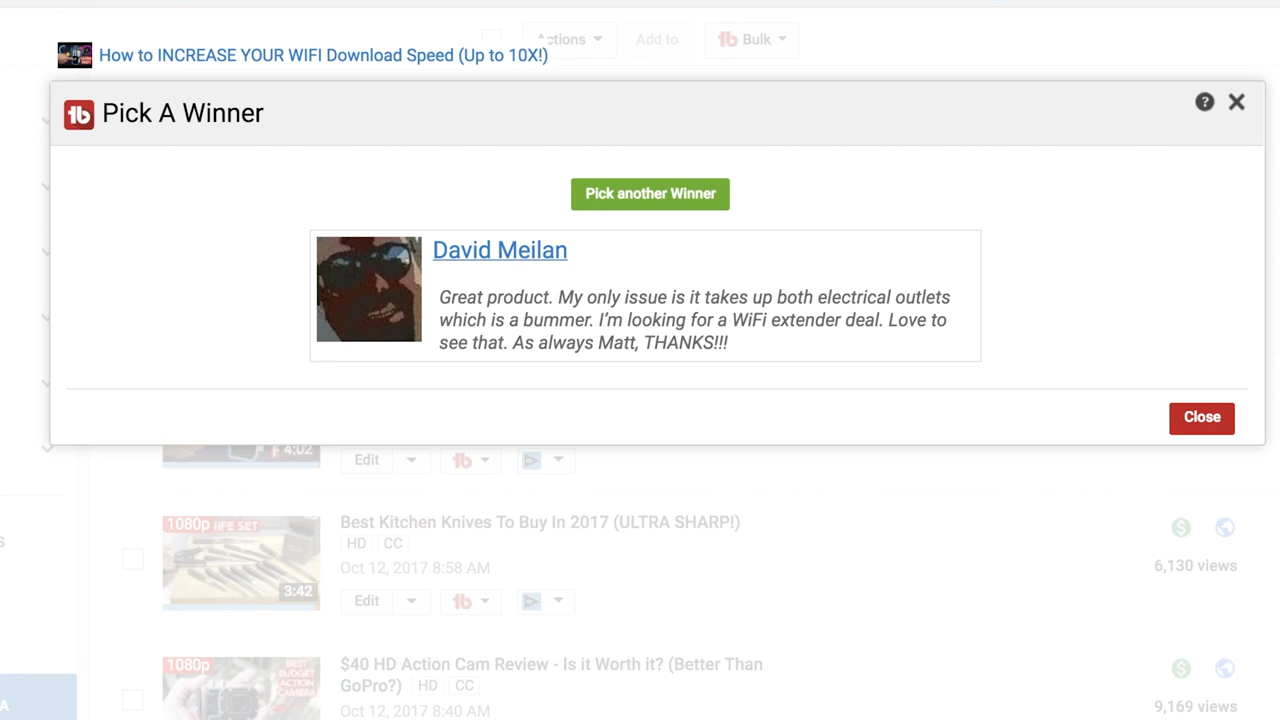 Actions
Add to
Bulk
How to INCREASE YOUR WIFI Download Speed (Up to 10X!)
Pick A Winner
Pick another Winner
David Meilan
Great product. My only issue is it takes up both electrical outlets
which is a bummer. I'm looking for a WiFi extender deal. Love to
see that. As always Matt, THANKS!!!
Close
4:02
Edit
Best Kitchen Knives To Buy In 2017 (ULTRA SHARP!)
1080p
HD CC
Oct 12, 2017 8:58 AM
6,130 views
3:42
Edit
$40 HD Action Cam Review - Is it Worth it? (Better Than
GoPro?) HD CC
1080p
BEST
BUDGET
ACTION
CAMERA
Oct 12, 2017 8:40 AM
9,169 views